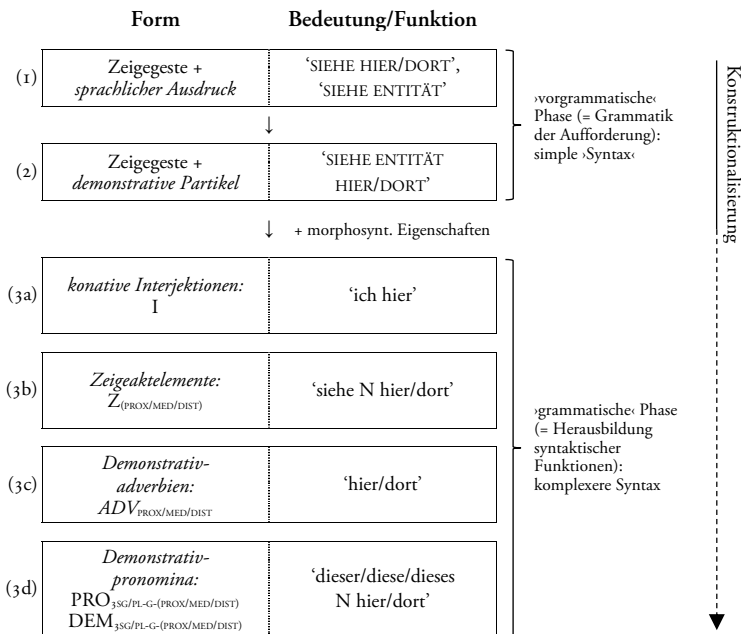 Form Bedeutung/Funktion
(1) Zeigegeste + ‘SIEHE HIER/DORT’,
sprachlicher Ausdruck ‘SIEHE ENTITÄT’
›vorgrammatische‹
Phase (= Grammatik
der Aufforderung):
simple ›Syntax‹
↓
(2) Zeigegeste + ‘SIEHE ENTITÄT
demonstrative Partikel HIER/DORT’
↓ + morphosynt. Eigenschaften
(3a) konative Interjektionen:
I ‘ich hier’
(3b) Zeigeaktelemente:
Z(PROX/MED/DIST) ‘siehe N hier/dort’
›grammatische‹ Phase
(= Herausbildung
syntaktischer
Funktionen):
komplexere Syntax
(3c) Demonstrativ-
adverbien: ‘hier/dort’
ADVPROX/MED/DIST
(3d) Demonstrativ-
pronomina: ‘dieser/diese/dieses
PRO3SG/PL-G-(PROX/MED/DIST) N hier/dort’
DEM3SG/PL-G-(PROX/MED/DIST)
Konstruktionalisierung